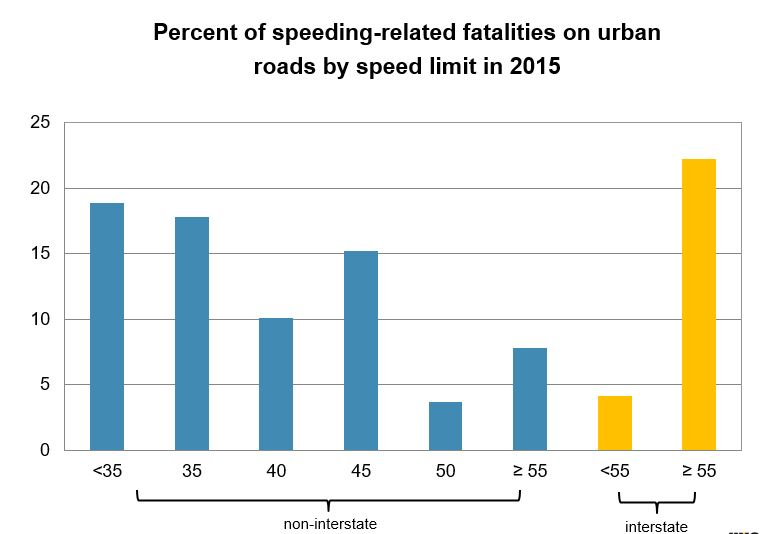 Percent of speeding-related fatalities on urban
roads by speed limit in 2015
25
20
15
10
5
0
<35 35 40 45 50 ≥ 55 <55 ≥ 55
non-interstate interstate